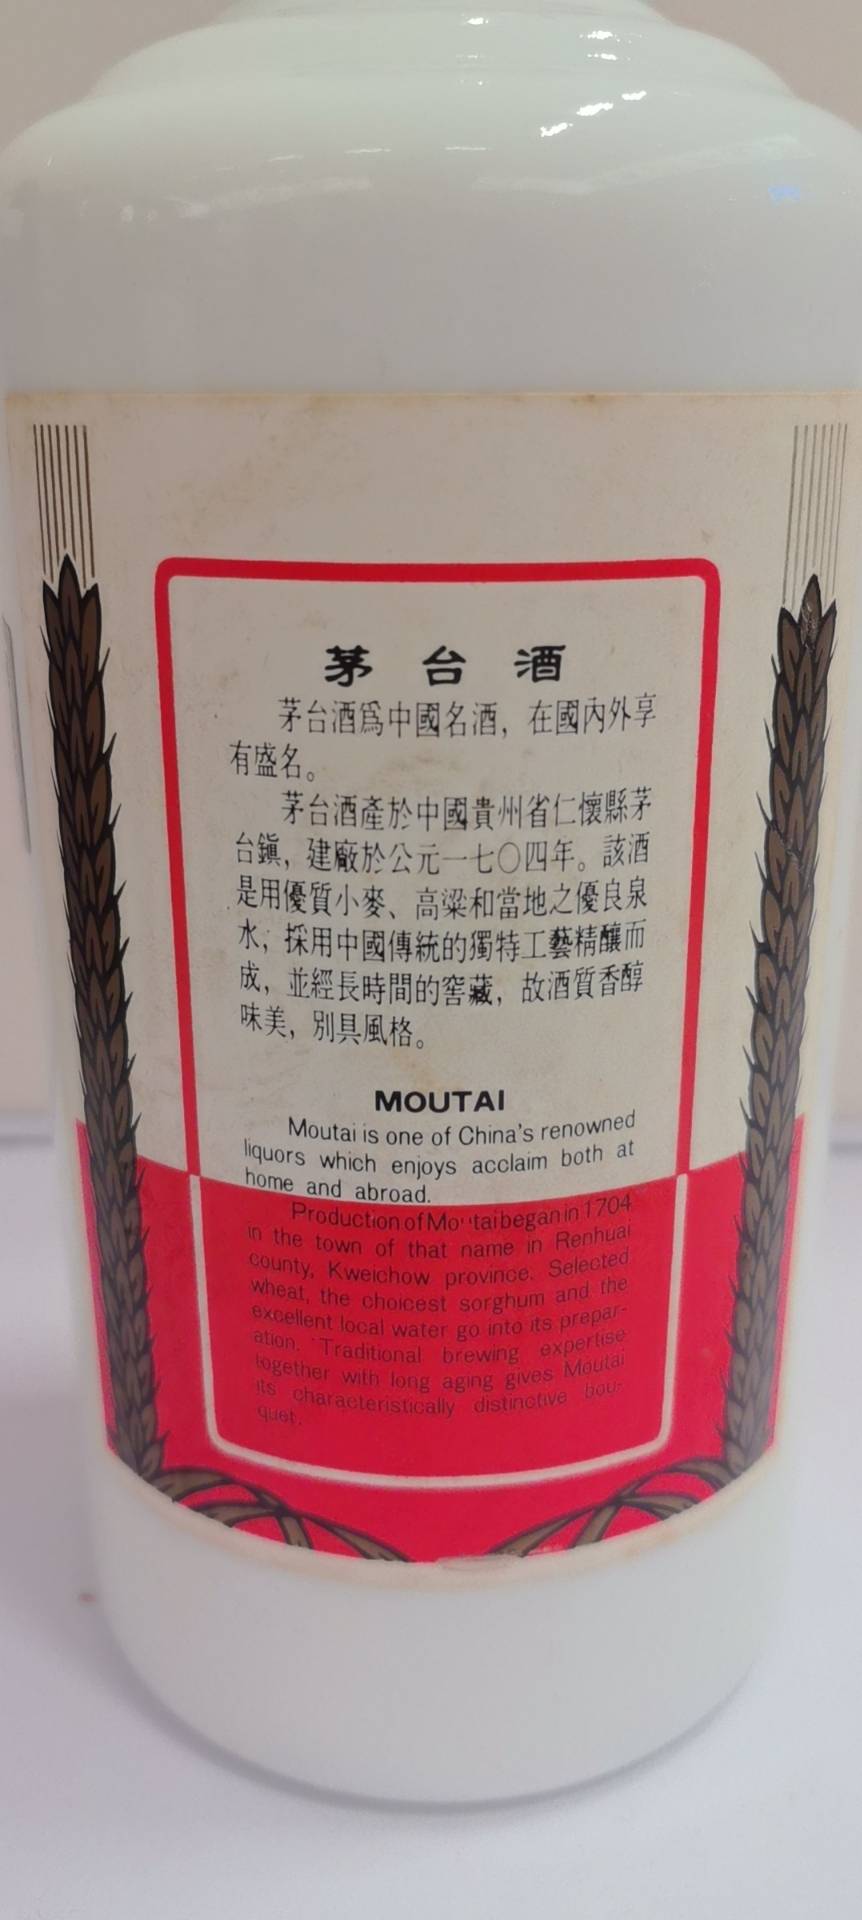 茅台酒
茅台酒爲中國名酒，在國內外享
有盛名。
茅台酒產於中國貴州省仁懷縣茅
台鎭，建廠於公元一七〇四年。該酒
是用優質小麥、高粱和當地之優良泉
水，採用中國傳統的獨特工藝精釀而
成，並經長時間的窖藏，故酒質香醇
味美，別具風格。
MOUTAI
Moutai is one of China's renowned
liquors which enjoys acclaim both at
home and abroad.
Production of Moutai began in 1704
in the town of that name in Renhuai
county, Kweichow province. Selected
wheat, the choicest sorghum and the
excellent local water go into its prepar-
ation. Traditional brewing expertise
together with long aging gives Moutai
its characteristically distinctive bou-
quet.